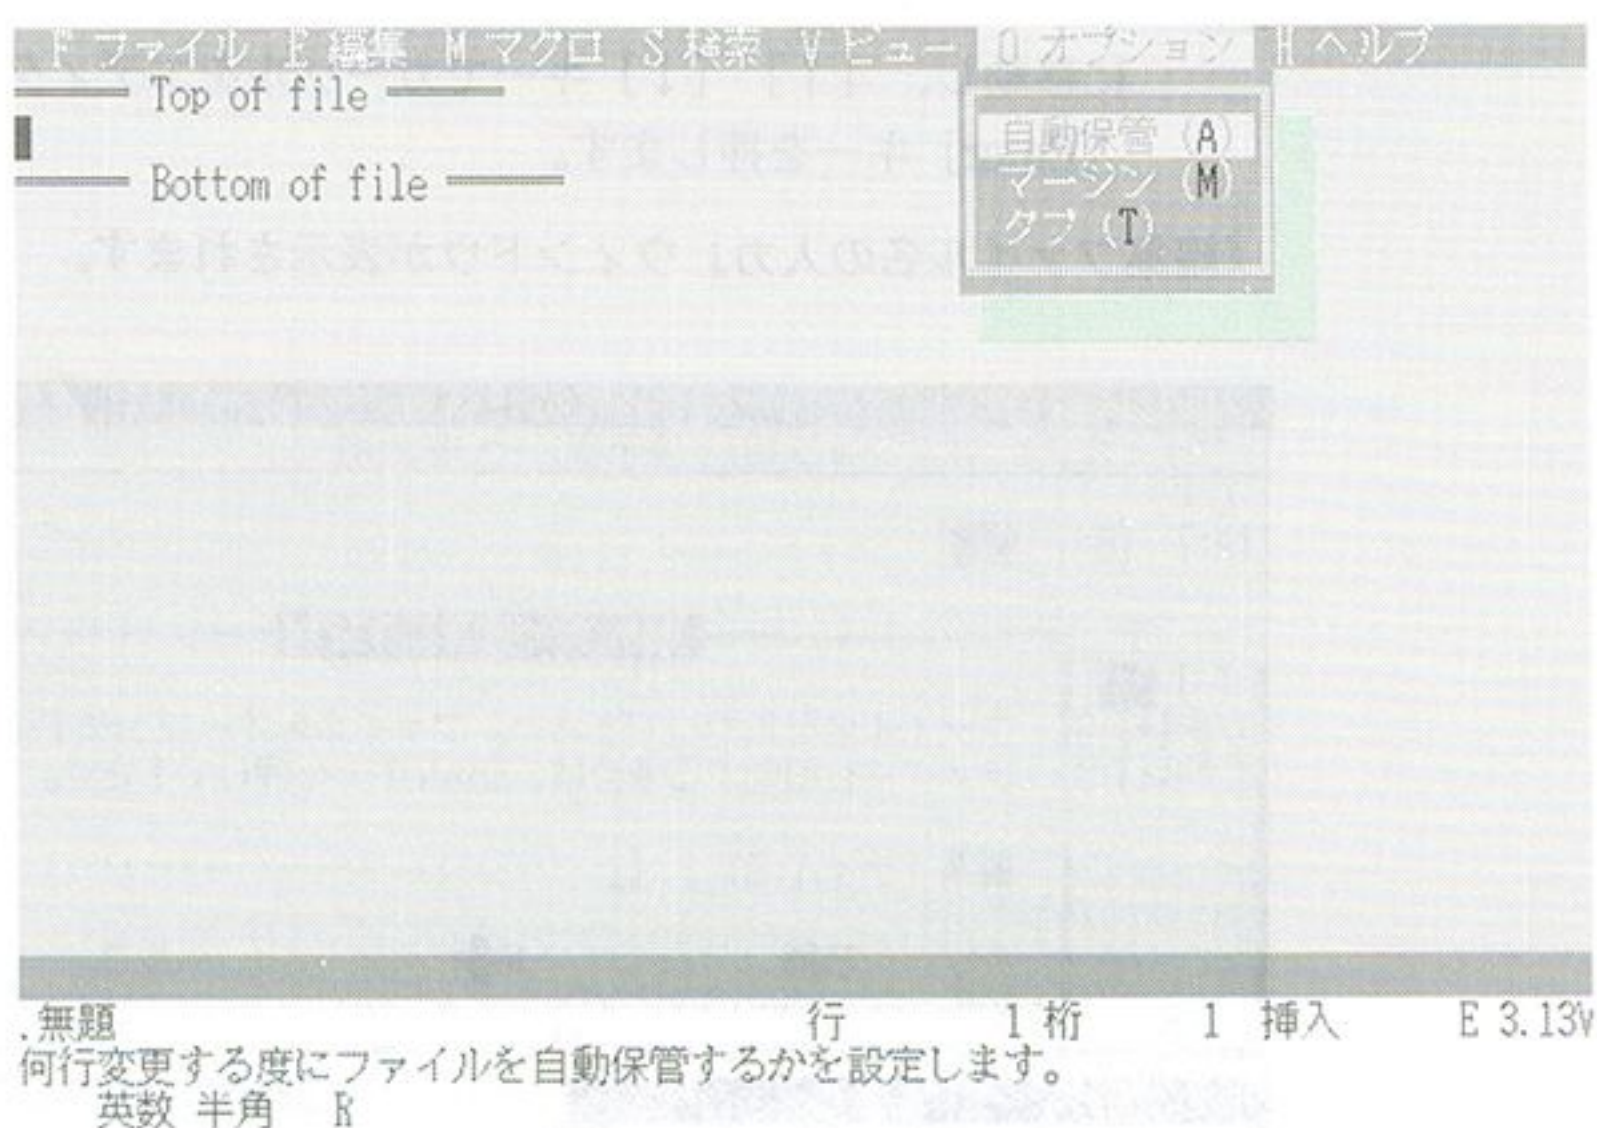 F ファイル E 編集 M マクロ S 検索 V ビュー O オプション H ヘルプ
Top of file
自動保管 (A)
マージン (M)
タブ (T)
Bottom of file
.無題 行 1 桁 1 挿入 E 3.13v
何行変更する度にファイルを自動保管するかを設定します。
英数 半角 R